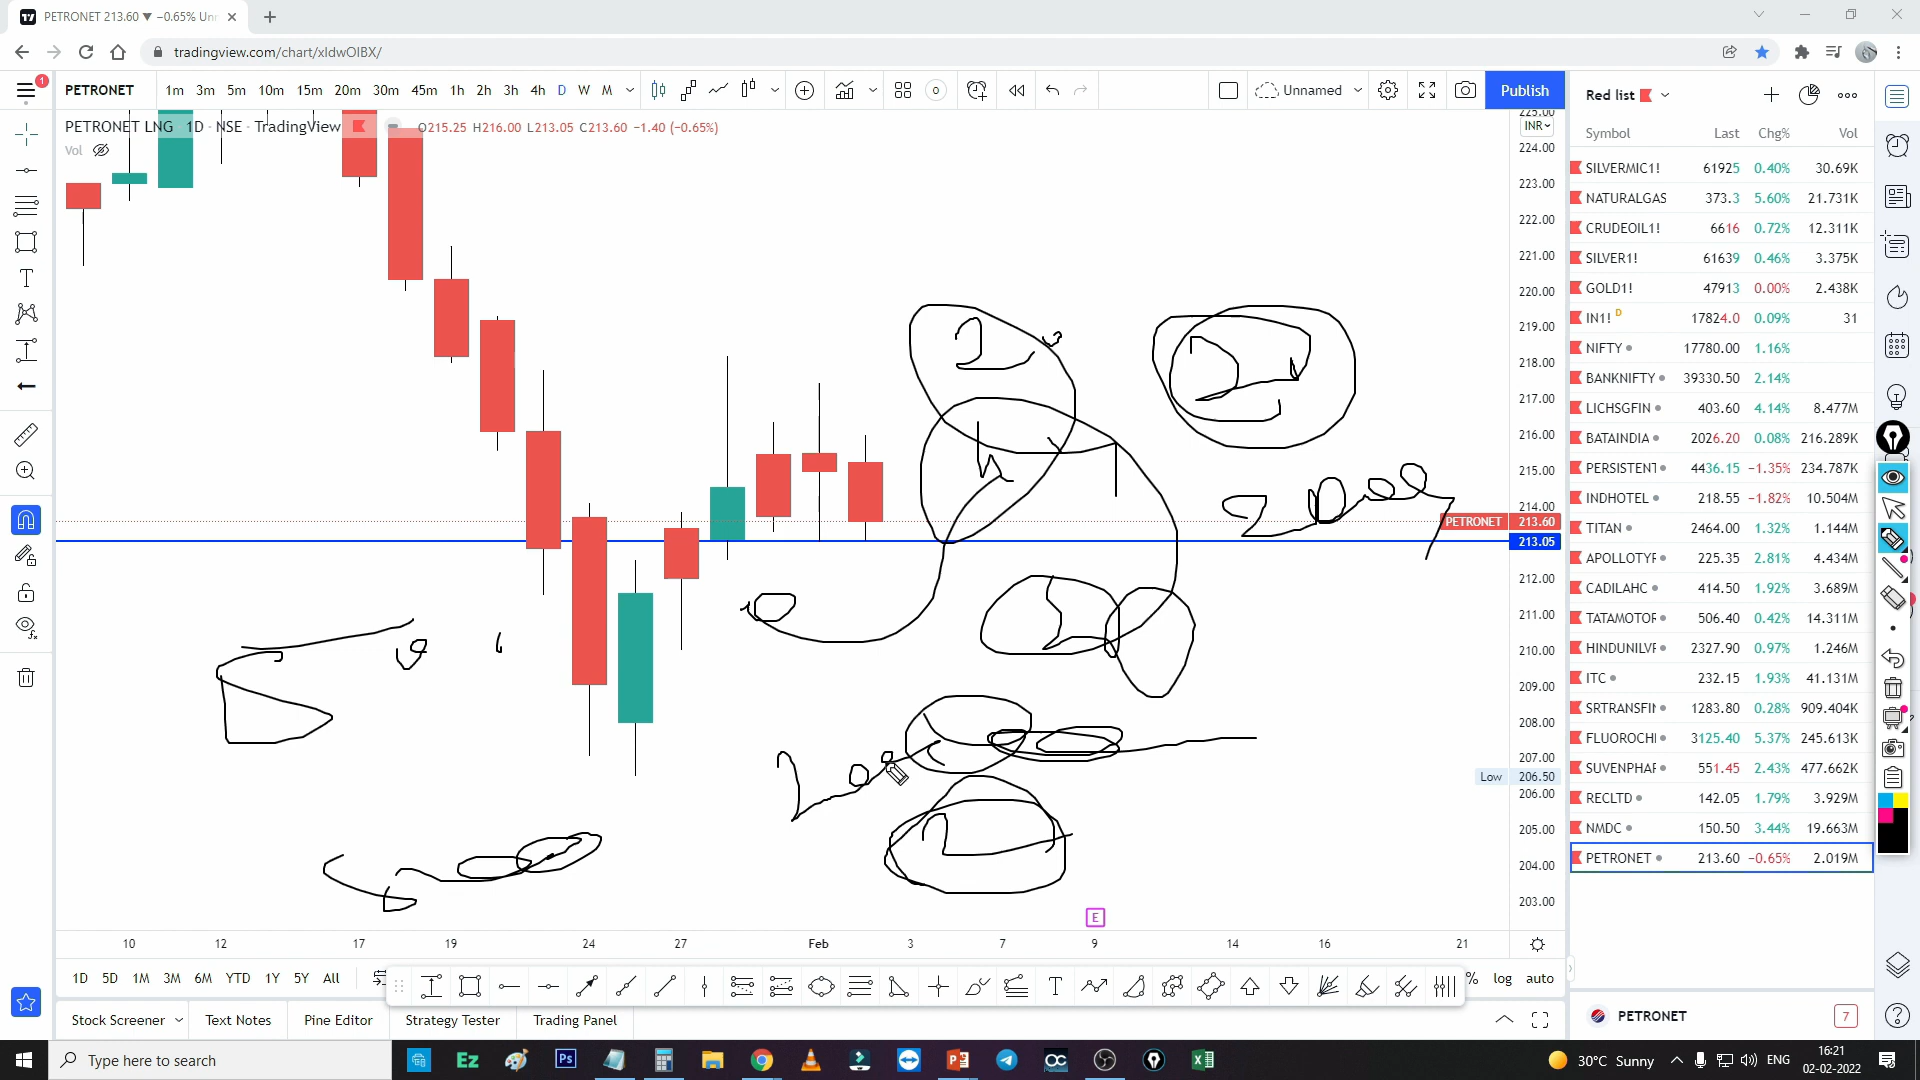 PETRONET 213.60 ▼ −0.65% Unn
tradingview.com/chart/xIdwOIBX/
1
PETRONET 1m 3m 5m 10m 15m 20m 30m 45m 1h 2h 3h 4h D W M Unnamed Publish
PETRONET LNG 1D · NSE · TradingView O215.25 H216.00 L213.05 C213.60 −1.40 (−0.65%)
Vol
INR
225.00
224.00
223.00
222.00
221.00
220.00
219.00
218.00
217.00
216.00
215.00
214.00
PETRONET 213.60
213.05
212.00
211.00
210.00
209.00
208.00
207.00
Low 206.50
206.00
205.00
204.00
203.00
E
10 12 17 19 24 27 Feb 3 7 9 14 16 21
1D 5D 1M 3M 6M YTD 1Y 5Y All % log auto
Stock Screener Text Notes Pine Editor Strategy Tester Trading Panel
Red list
Symbol Last Chg% Vol
SILVERMIC1! 61925 0.40% 30.69K
NATURALGAS 373.3 5.60% 21.731K
CRUDEOIL1! 6616 0.72% 12.311K
SILVER1! 61639 0.46% 3.375K
GOLD1! 47913 0.00% 2.438K
IN1! D 17824.0 0.09% 31
NIFTY 17780.00 1.16%
BANKNIFTY 39330.50 2.14%
LICHSGFIN 403.60 4.14% 8.477M
BATAINDIA 2026.20 0.08% 216.289K
PERSISTENT 4436.15 −1.35% 234.787K
INDHOTEL 218.55 −1.82% 10.504M
TITAN 2464.00 1.32% 1.144M
APOLLOTYR 225.35 2.81% 4.434M
CADILAHC 414.50 1.92% 3.689M
TATAMOTOR 506.40 0.42% 14.311M
HINDUNILVR 2327.90 0.97% 1.246M
ITC 232.15 1.93% 41.131M
SRTRANSFIN 1283.80 0.28% 909.404K
FLUOROCHE 3125.40 5.37% 245.613K
SUVENPHAR 551.45 2.43% 477.662K
RECLTD 142.05 1.79% 3.929M
NMDC 150.50 3.44% 19.663M
PETRONET 213.60 −0.65% 2.019M
PETRONET 7
Type here to search
30°C Sunny ENG
16:21
02-02-2022